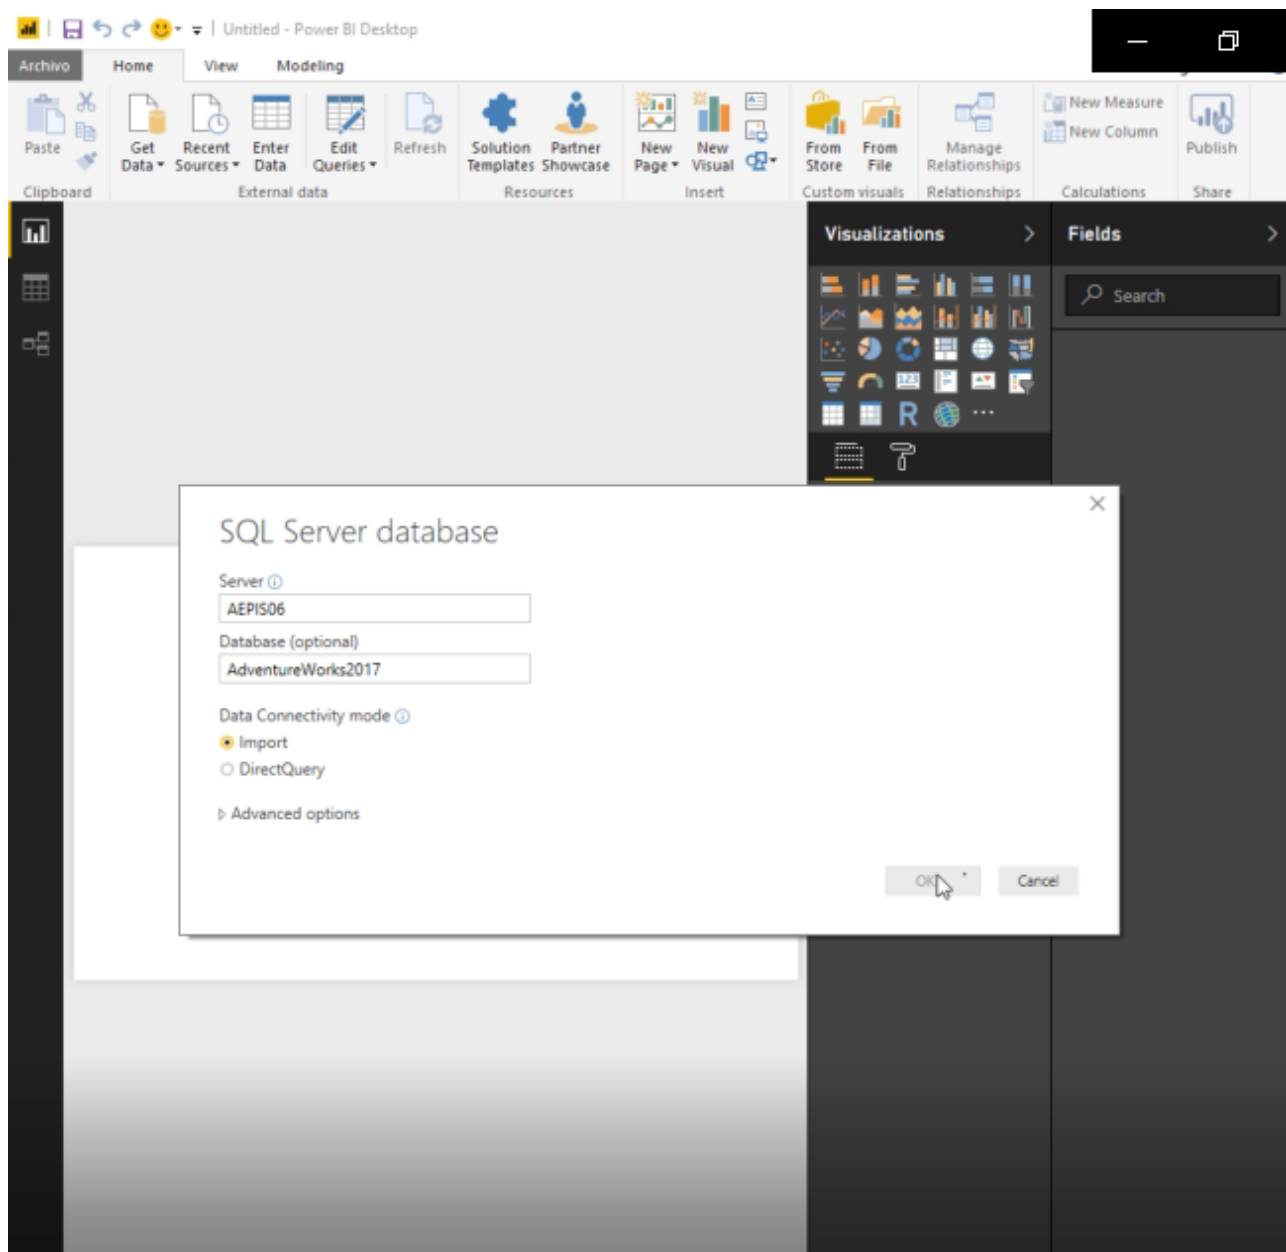 Untitled - Power BI Desktop
Archivo Home View Modeling
Paste
Get Data
Recent Sources
Enter Data
Edit Queries
Refresh
Solution Templates
Partner Showcase
New Page
New Visual
From Store
From File
Manage Relationships
New Measure
New Column
Publish
Clipboard External data Resources Insert Custom visuals Relationships Calculations Share
Visualizations
Fields
Search
123
R
SQL Server database
Server
AEPIS06
Database (optional)
AdventureWorks2017
Data Connectivity mode
Import
DirectQuery
Advanced options
OK Cancel